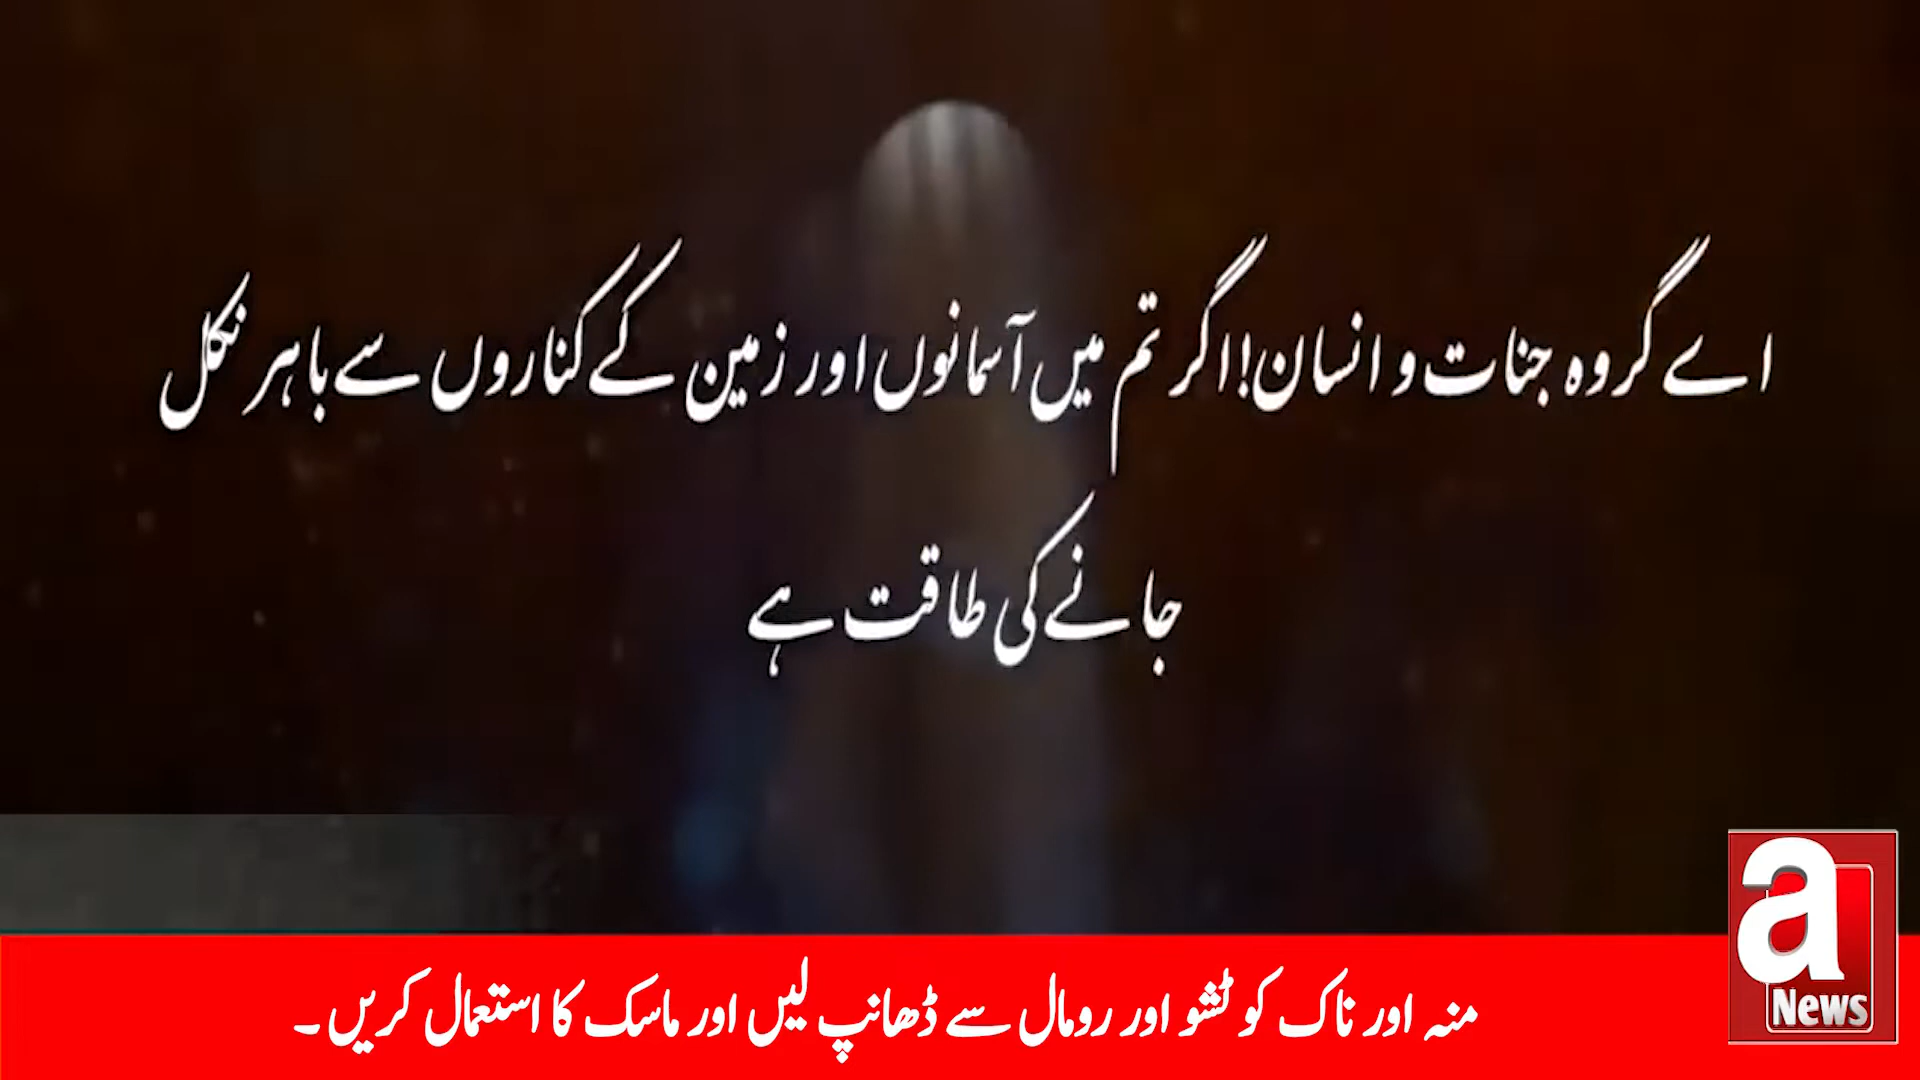 اے گروہ جنات و انسان! اگر تم میں آسمانوں اور زمین کے کناروں سے باہر نکل
جانے کی طاقت ہے
a
News
منہ اور ناک کو ٹشو اور رومال سے ڈھانپ لیں اور ماسک کا استعمال کریں۔